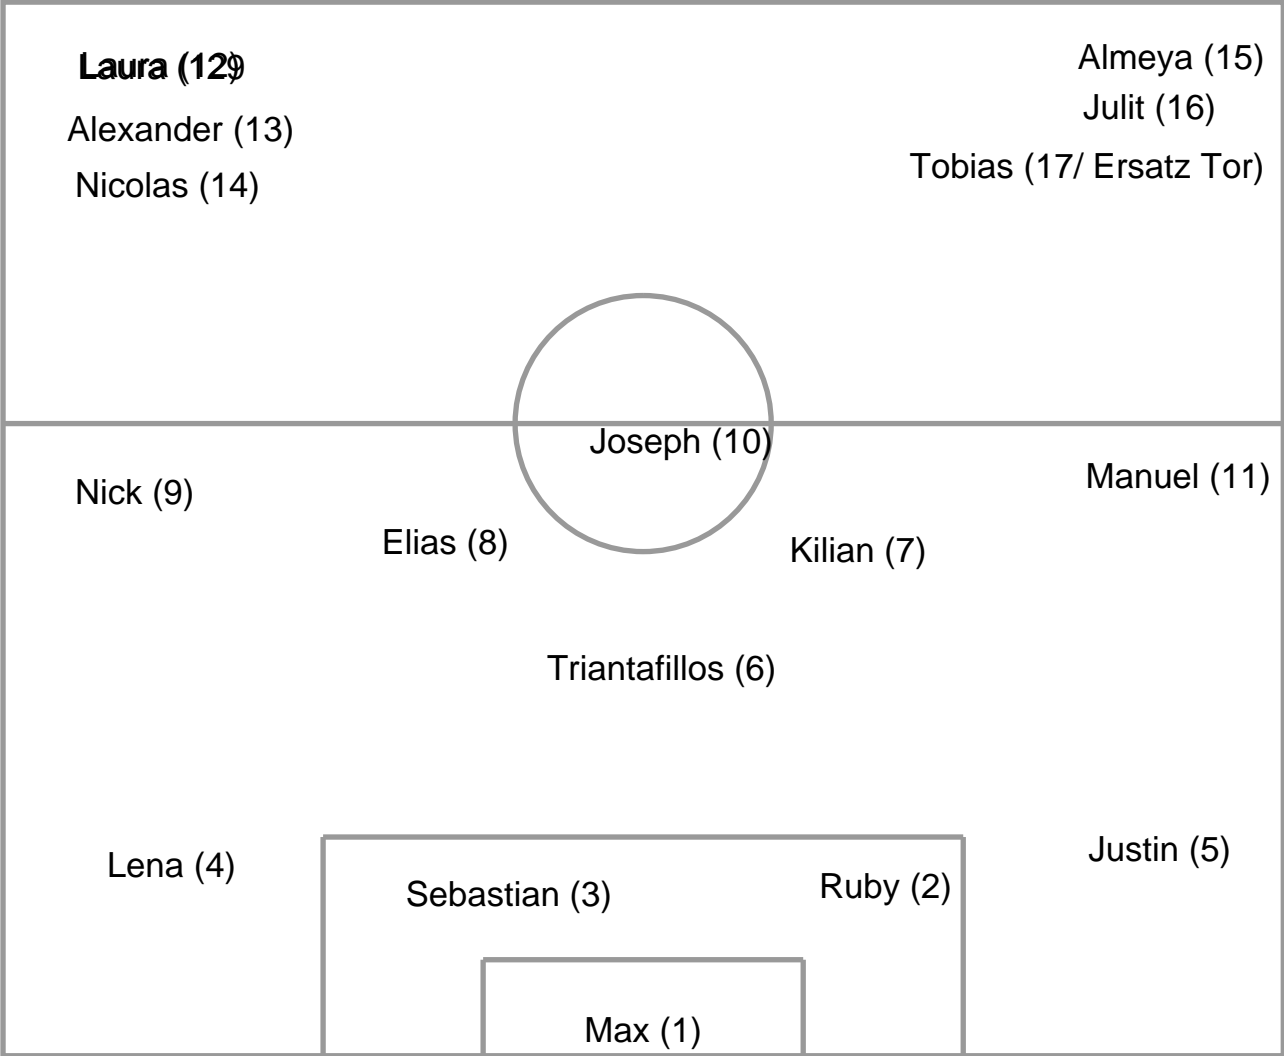 Laura (12)
Almeya (15)
Julit (16)
Alexander (13)
Tobias (17/ Ersatz Tor)
Nicolas (14)
Joseph (10)
Manuel (11)
Nick (9)
Elias (8)
Kilian (7)
Triantafillos (6)
Justin (5)
Lena (4)
Ruby (2)
Sebastian (3)
Max (1)